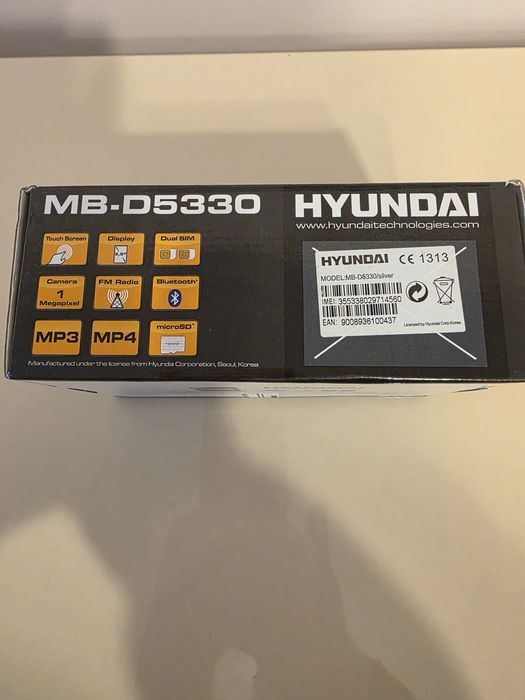 MB-D5330
HYUNDAI
www.hyundaitechnologies.com
Touch Screen
Display
Dual SIM
Camera
1
Megapixel
FM Radio
Bluetooth®
MP3
MP4
microSD™
Manufactured under the license from Hyundai Corporation, Seoul, Korea
HYUNDAI CE 1313
MODEL:MB-D5330/silver
IMEI: 355338029714560
EAN: 9008936100437
Licensed by Hyundai Corp.Korea